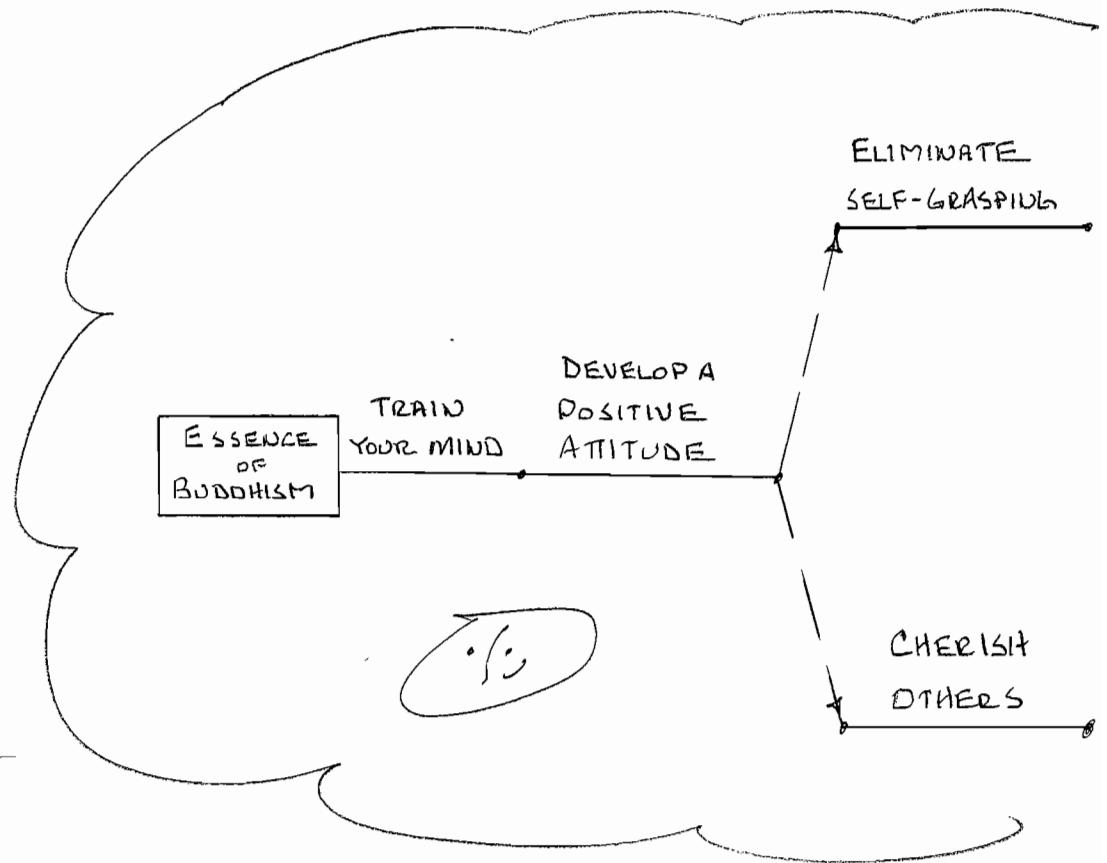 ELIMINATE
SELF-GRASPING
DEVELOP A
POSITIVE
ATTITUDE
TRAIN
YOUR MIND
ESSENCE
OF
BUDDHISM
CHERISH
OTHERS